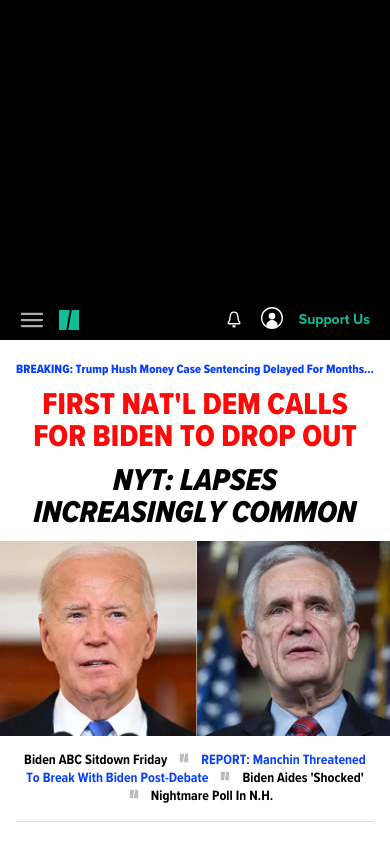 Support Us
BREAKING: Trump Hush Money Case Sentencing Delayed For Months...
FIRST NAT'L DEM CALLS
FOR BIDEN TO DROP OUT
NYT: LAPSES
INCREASINGLY COMMON
Biden ABC Sitdown Friday REPORT: Manchin Threatened
To Break With Biden Post-Debate Biden Aides 'Shocked'
Nightmare Poll In N.H.